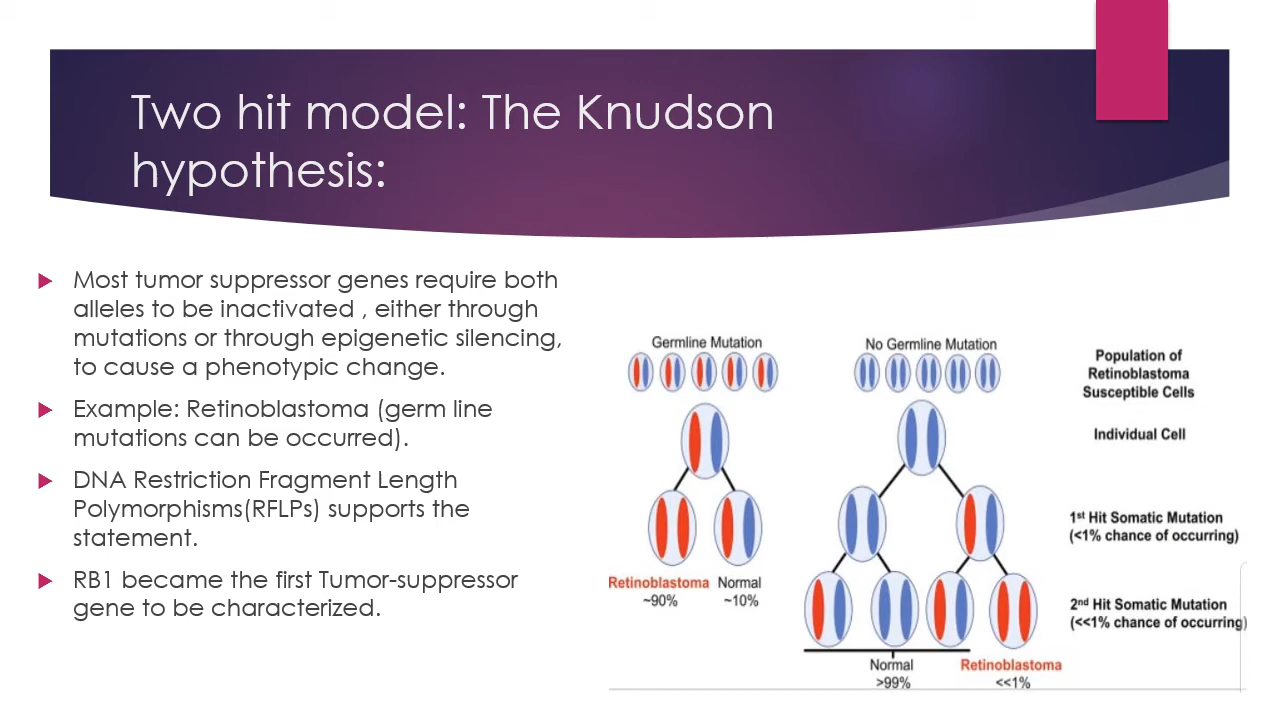 Two hit model: The Knudson
hypothesis:
Most tumor suppressor genes require both
alleles to be inactivated , either through
mutations or through epigenetic silencing,
to cause a phenotypic change.
Example: Retinoblastoma (germ line
mutations can be occurred).
DNA Restriction Fragment Length
Polymorphisms(RFLPs) supports the
statement.
RB1 became the first Tumor-suppressor
gene to be characterized.
Germline Mutation
No Germline Mutation
Population of
Retinoblastoma
Susceptible Cells
Individual Cell
1st Hit Somatic Mutation
(<1% chance of occurring)
Retinoblastoma
~90%
Normal
~10%
2nd Hit Somatic Mutation
(<<1% chance of occurring)
Normal
>99%
Retinoblastoma
<<1%